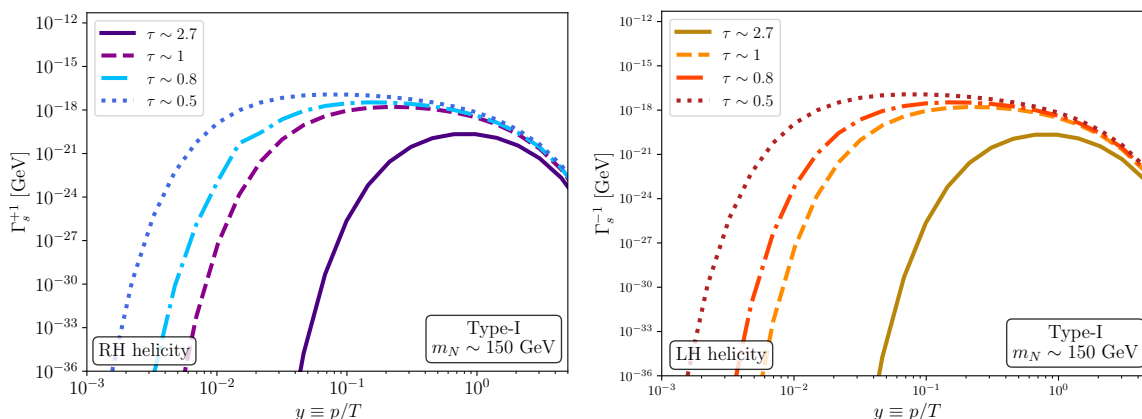 10^{-12}
10^{-15}
10^{-18}
10^{-21}
10^{-24}
10^{-27}
10^{-30}
10^{-33}
10^{-36}
Γ_s^{+1} [GeV]
τ ∼ 2.7
τ ∼ 1
τ ∼ 0.8
τ ∼ 0.5
RH helicity
Type-I
m_N ∼ 150 GeV
10^{-3}
10^{-2}
10^{-1}
10^{0}
y ≡ p/T
10^{-12}
10^{-15}
10^{-18}
10^{-21}
10^{-24}
10^{-27}
10^{-30}
10^{-33}
10^{-36}
Γ_s^{-1} [GeV]
τ ∼ 2.7
τ ∼ 1
τ ∼ 0.8
τ ∼ 0.5
LH helicity
Type-I
m_N ∼ 150 GeV
10^{-3}
10^{-2}
10^{-1}
10^{0}
y ≡ p/T